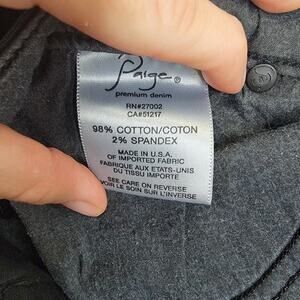 Paige®
premium denim
RN#27002
CA#51217
98% COTTON/COTON
2% SPANDEX
MADE IN U.S.A.
OF IMPORTED FABRIC
FABRIQUE AUX ETATS-UNIS
DU TISSU IMPORTE
SEE CARE ON REVERSE
VOIR LE SOIN SUR L'INVERSE